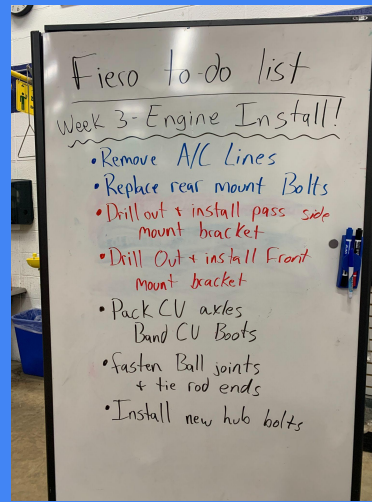 Fiero to-do list
Week 3 - Engine Install!
• Remove A/C Lines
• Replace rear mount Bolts
• Drill out + install pass side
mount bracket
• Drill Out + install Front
mount bracket
• Pack CV axles
Band CV Boots
• fasten Ball joints
+ tie rod ends
• Install new hub bolts